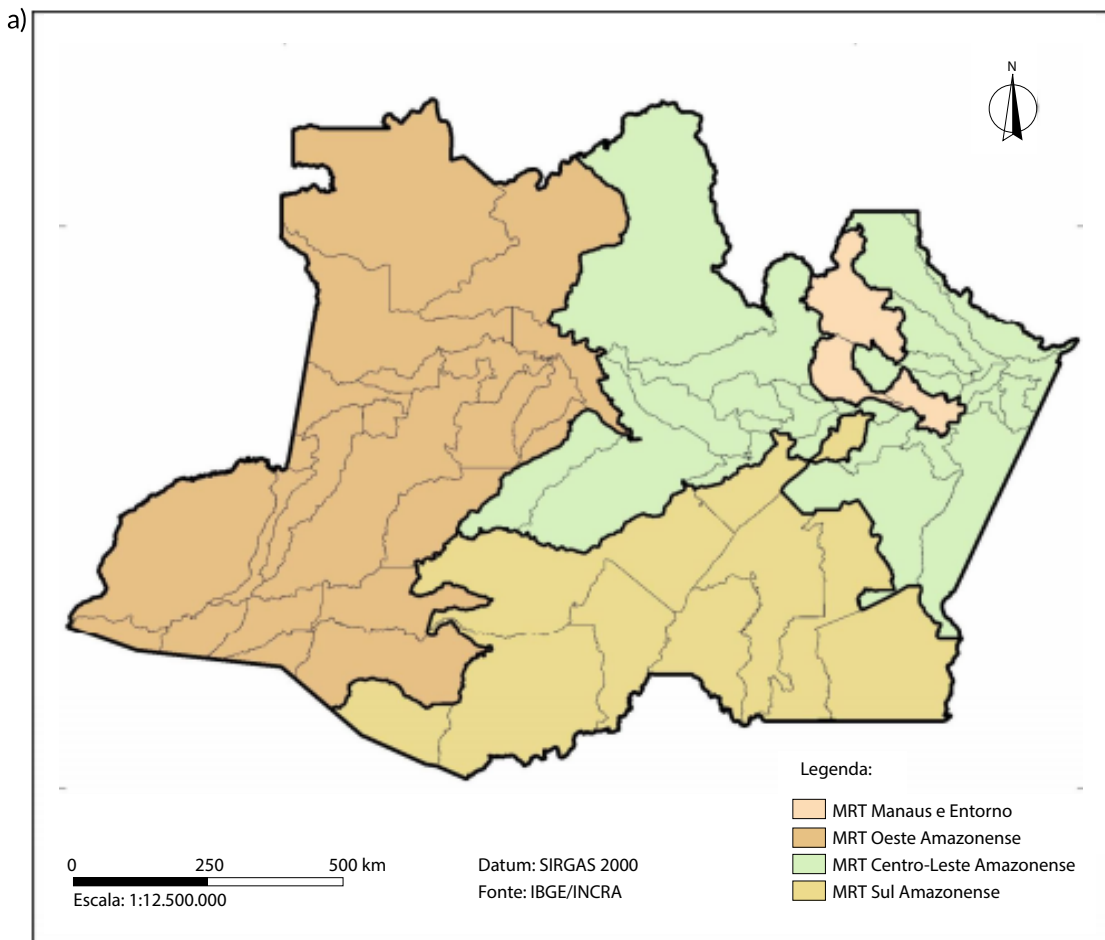 a)
N
Legenda:
MRT Manaus e Entorno
MRT Oeste Amazonense
MRT Centro-Leste Amazonense
MRT Sul Amazonense
0 250 500 km
Escala: 1:12.500.000
Datum: SIRGAS 2000
Fonte: IBGE/INCRA